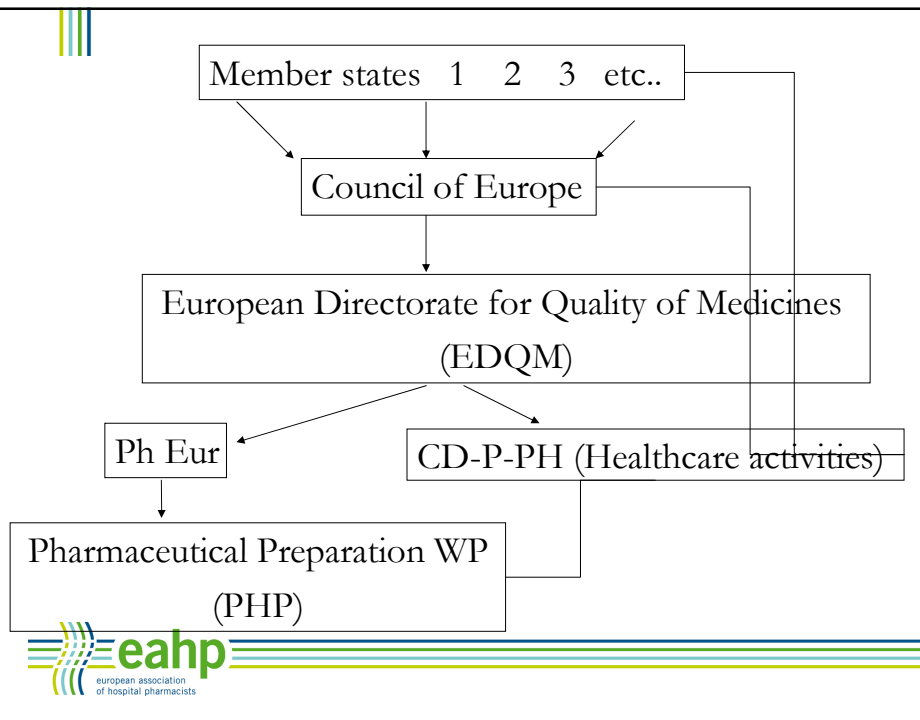 Member states 1 2 3 etc..
Council of Europe
European Directorate for Quality of Medicines
(EDQM)
Ph Eur
CD-P-PH (Healthcare activities)
Pharmaceutical Preparation WP
(PHP)
eahp
european association
of hospital pharmacists